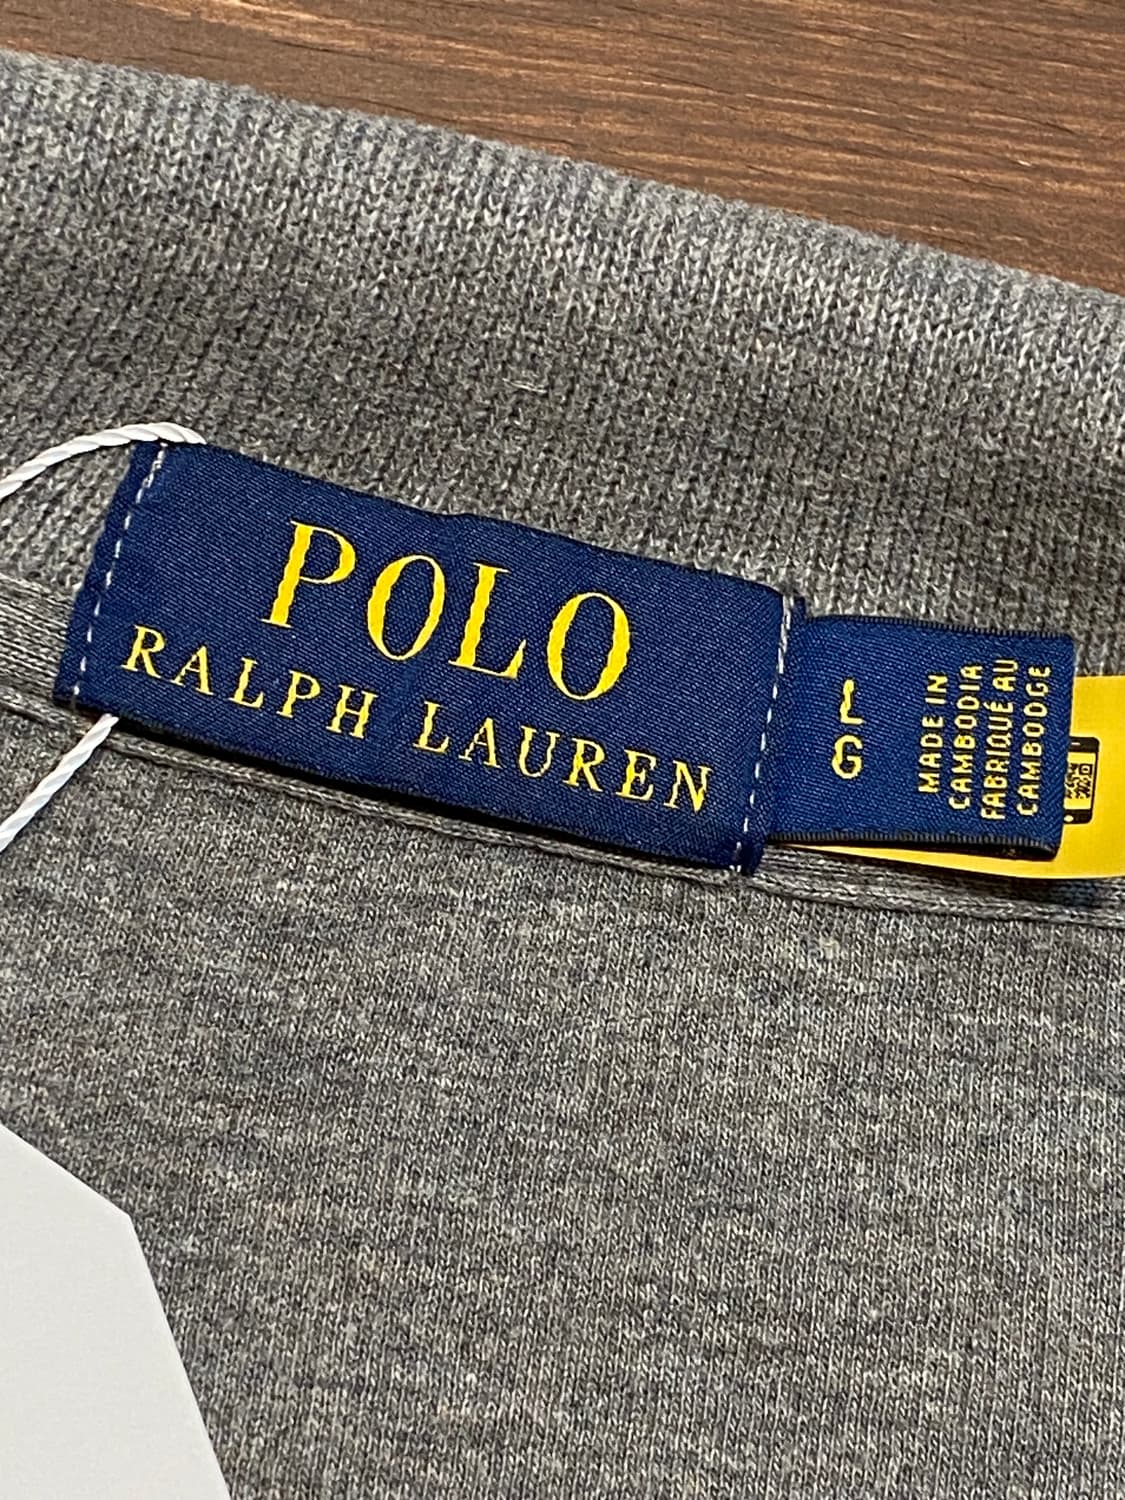 POLO
RALPH LAUREN
L
G
MADE IN
CAMBODIA
FABRIQUÉ AU
CAMBODGE